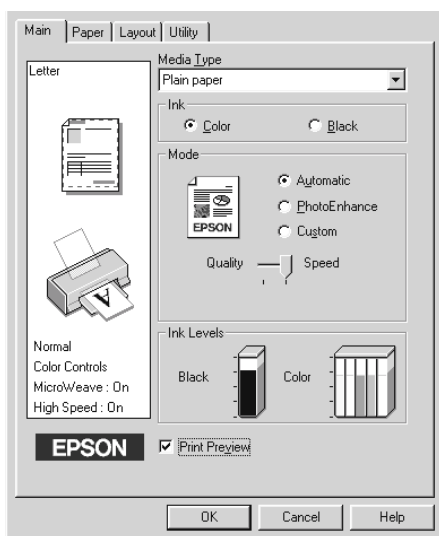 Main Paper Layout Utility
Letter
Media Type
Plain paper
Ink
Color Black
Mode
EPSON
Automatic
PhotoEnhance
Custom
Quality Speed
A
Normal
Color Controls
MicroWeave : On
High Speed : On
Ink Levels
Black Color
EPSON
Print Preview
OK Cancel Help